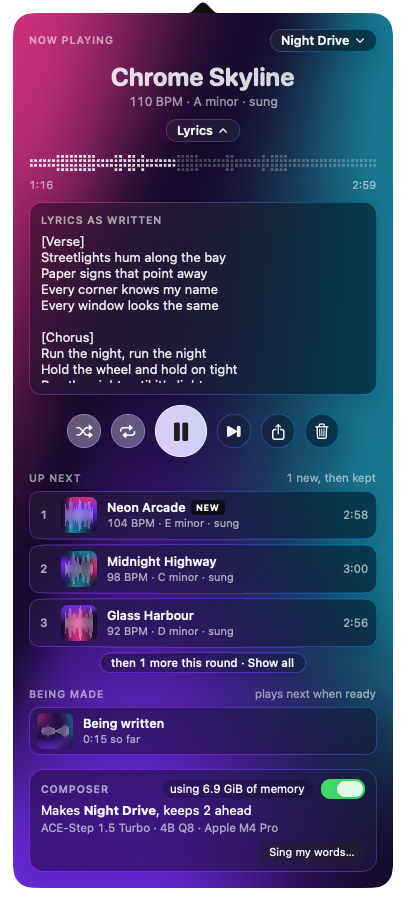 NOW PLAYING
Night Drive
Chrome Skyline
110 BPM · A minor · sung
Lyrics
1:16
2:59
LYRICS AS WRITTEN
[Verse]
Streetlights hum along the bay
Paper signs that point away
Every corner knows my name
Every window looks the same
[Chorus]
Run the night, run the night
Hold the wheel and hold on tight
UP NEXT
1 new, then kept
1
Neon Arcade NEW
104 BPM · E minor · sung
2:58
2
Midnight Highway
98 BPM · C minor · sung
3:00
3
Glass Harbour
92 BPM · D minor · sung
2:56
then 1 more this round · Show all
BEING MADE
plays next when ready
Being written
0:15 so far
COMPOSER
using 6.9 GiB of memory
Makes Night Drive, keeps 2 ahead
ACE-Step 1.5 Turbo · 4B Q8 · Apple M4 Pro
Sing my words...